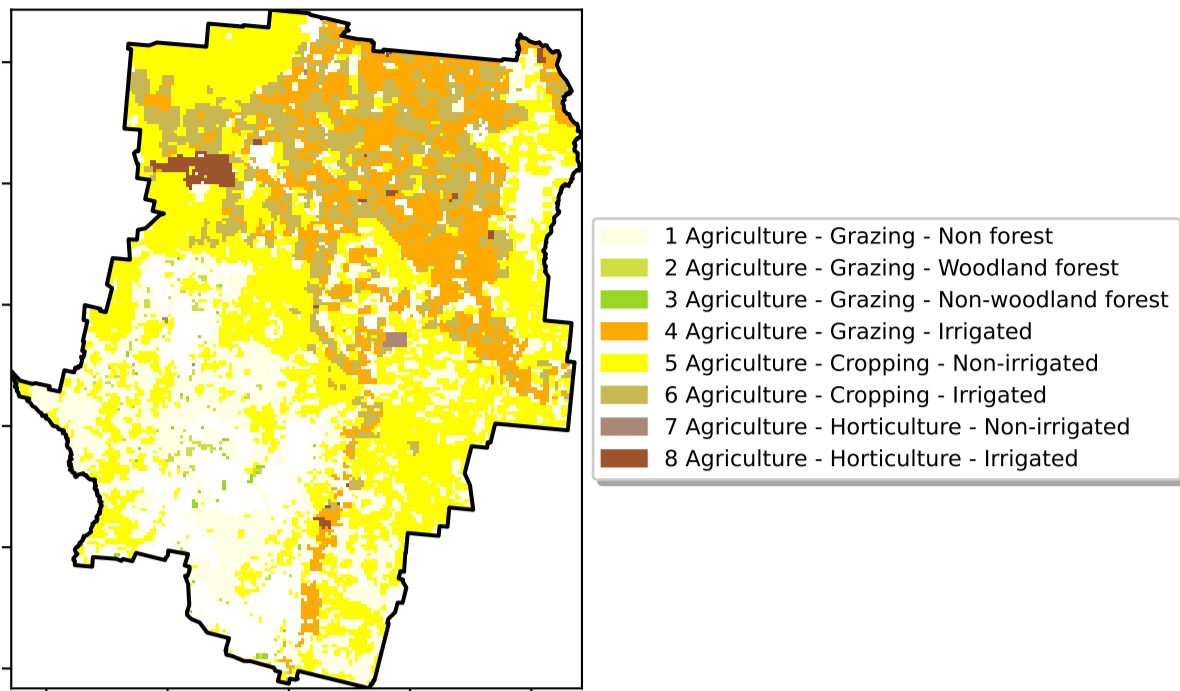 1 Agriculture - Grazing - Non forest
2 Agriculture - Grazing - Woodland forest
3 Agriculture - Grazing - Non-woodland forest
4 Agriculture - Grazing - Irrigated
5 Agriculture - Cropping - Non-irrigated
6 Agriculture - Cropping - Irrigated
7 Agriculture - Horticulture - Non-irrigated
8 Agriculture - Horticulture - Irrigated